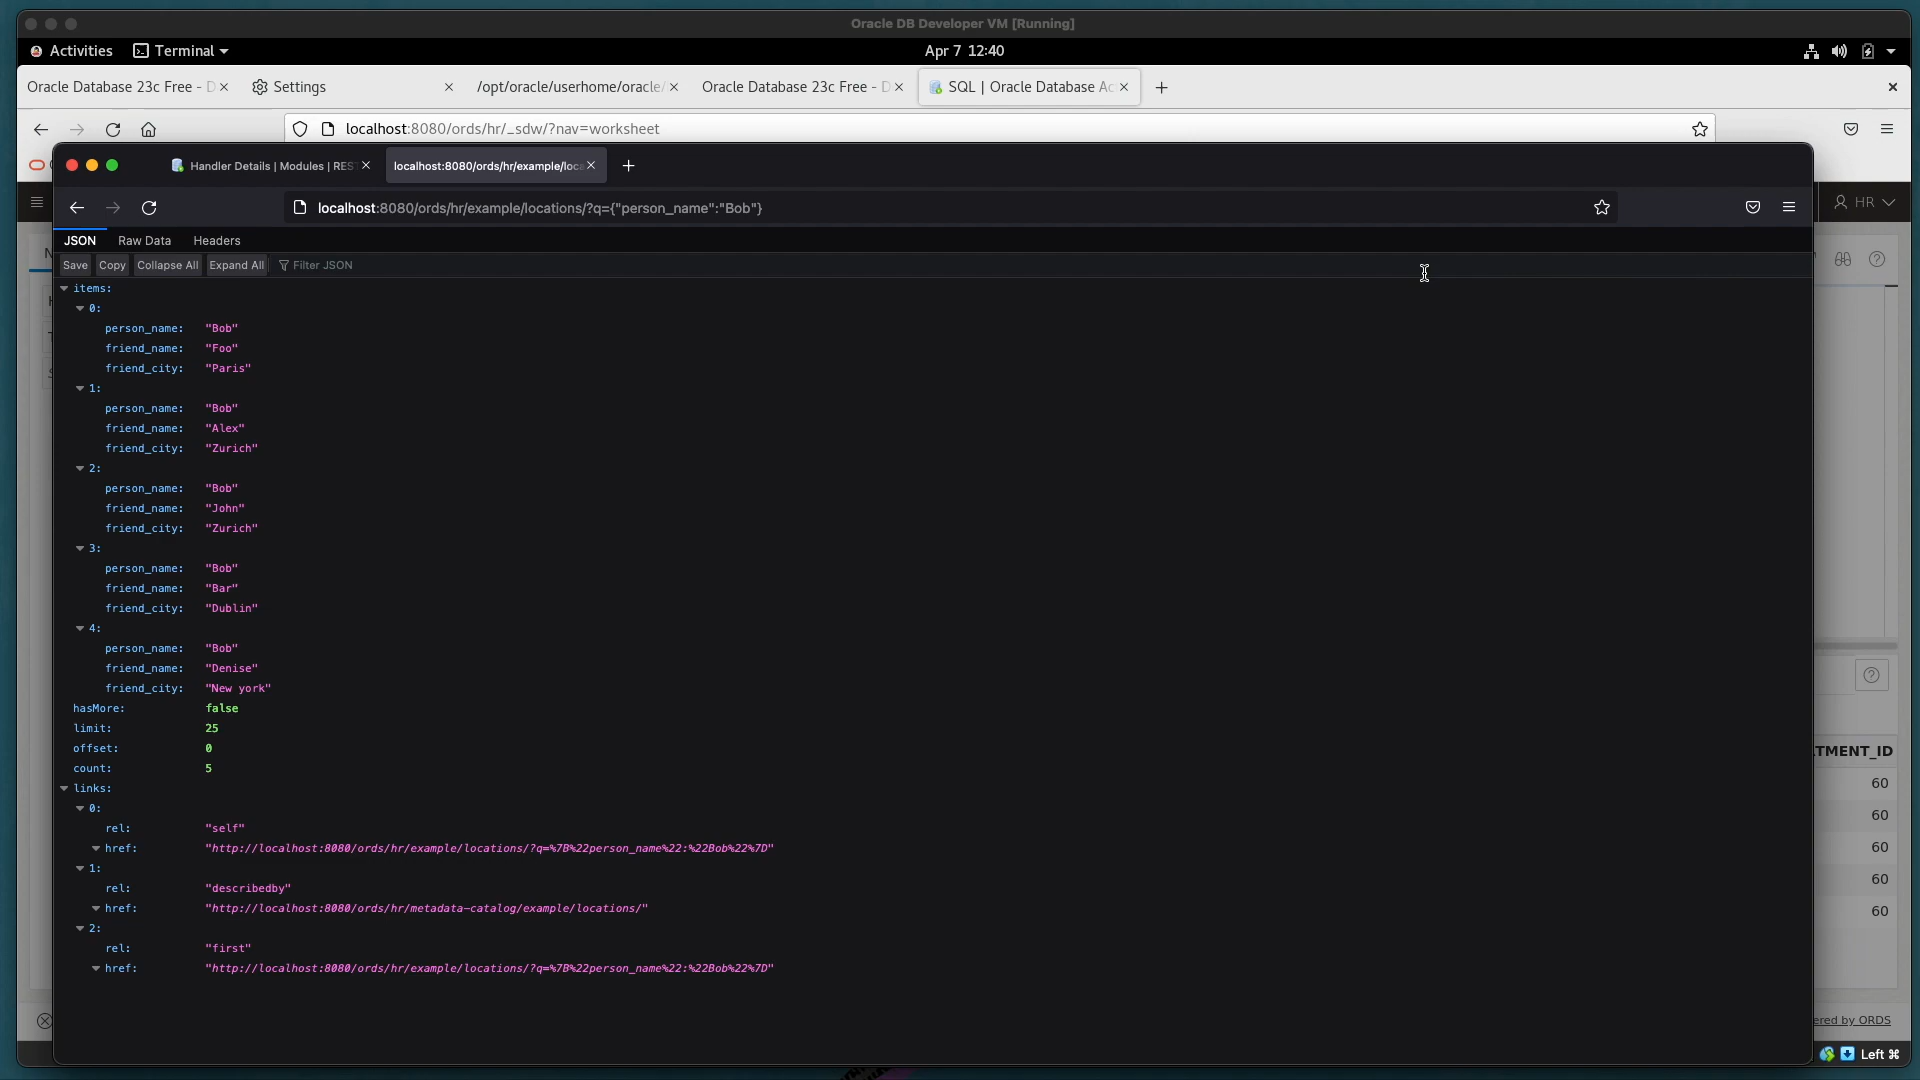 Oracle DB Developer VM [Running]
Activities Terminal Apr 7 12:40
Oracle Database 23c Free - D Settings /opt/oracle/userhome/oracle/ Oracle Database 23c Free - D SQL | Oracle Database Ac
localhost:8080/ords/hr/_sdw/?nav=worksheet
Handler Details | Modules | RES localhost:8080/ords/hr/example/loca
localhost:8080/ords/hr/example/locations/?q={"person_name":"Bob"}
HR
JSON Raw Data Headers
Save Copy Collapse All Expand All Filter JSON
items:
0:
person_name: "Bob"
friend_name: "Foo"
friend_city: "Paris"
1:
person_name: "Bob"
friend_name: "Alex"
friend_city: "Zurich"
2:
person_name: "Bob"
friend_name: "John"
friend_city: "Zurich"
3:
person_name: "Bob"
friend_name: "Bar"
friend_city: "Dublin"
4:
person_name: "Bob"
friend_name: "Denise"
friend_city: "New york"
hasMore: false
limit: 25
offset: 0
count: 5
links:
0:
rel: "self"
href: "http://localhost:8080/ords/hr/example/locations/?q=%7B%22person_name%22:%22Bob%22%7D"
1:
rel: "describedby"
href: "http://localhost:8080/ords/hr/metadata-catalog/example/locations/"
2:
rel: "first"
href: "http://localhost:8080/ords/hr/example/locations/?q=%7B%22person_name%22:%22Bob%22%7D"
TMENT_ID
60
60
60
60
60
ered by ORDS
Left ⌘